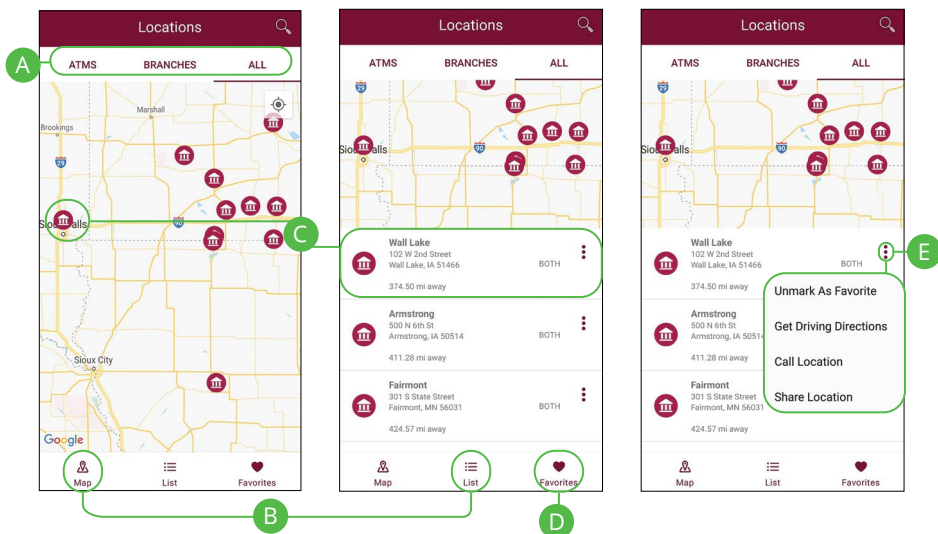 Locations
A
ATMS BRANCHES ALL
Marshall
Brookings
29
Sioux Falls
90
Sioux City
Google
Map List Favorites
B
Locations
ATMS BRANCHES ALL
29
Sioux Falls
90
C
Wall Lake
102 W 2nd Street
Wall Lake, IA 51466 BOTH
374.50 mi away
Armstrong
500 N 6th St
Armstrong, IA 50514 BOTH
411.28 mi away
Fairmont
301 S State Street
Fairmont, MN 56031 BOTH
424.57 mi away
Map List Favorites
D
Locations
ATMS BRANCHES ALL
29
Sioux Falls
90
Wall Lake
102 W 2nd Street
Wall Lake, IA 51466 BOTH
374.50 mi away
E
Unmark As Favorite
Get Driving Directions
Call Location
Share Location
Armstrong
500 N 6th St
Armstrong, IA 50514
411.28 mi away
Fairmont
301 S State Street
Fairmont, MN 56031
424.57 mi away
Map List Favorites